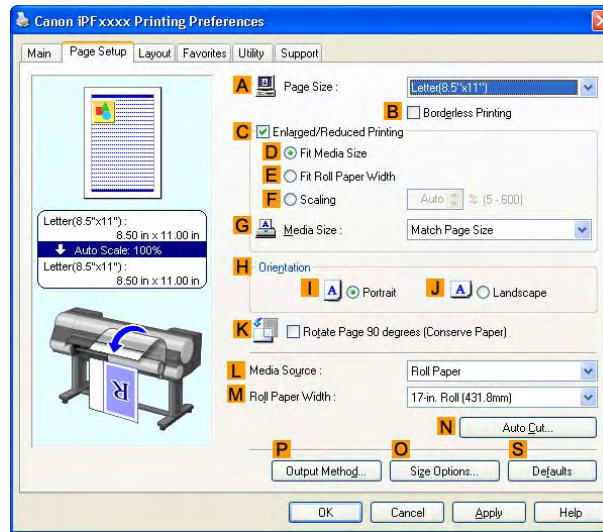 Canon iPFxxxx Printing Preferences
Main Page Setup Layout Favorites Utility Support
A Page Size : Letter(8.5"x11")
B Borderless Printing
C Enlarged/Reduced Printing
D Fit Media Size
E Fit Roll Paper Width
F Scaling Auto % (5 - 600)
G A Media Size : Match Page Size
H Orientation
I A Portrait J A Landscape
K Rotate Page 90 degrees (Conserve Paper)
L Media Source : Roll Paper
M Roll Paper Width : 17-in. Roll (431.8mm)
N Auto Cut...
P O S
Output Method... Size Options... Defaults
OK Cancel Apply Help
Letter(8.5"x11") :
8.50 in x 11.00 in
Auto Scale: 100%
Letter(8.5"x11") :
8.50 in x 11.00 in
R